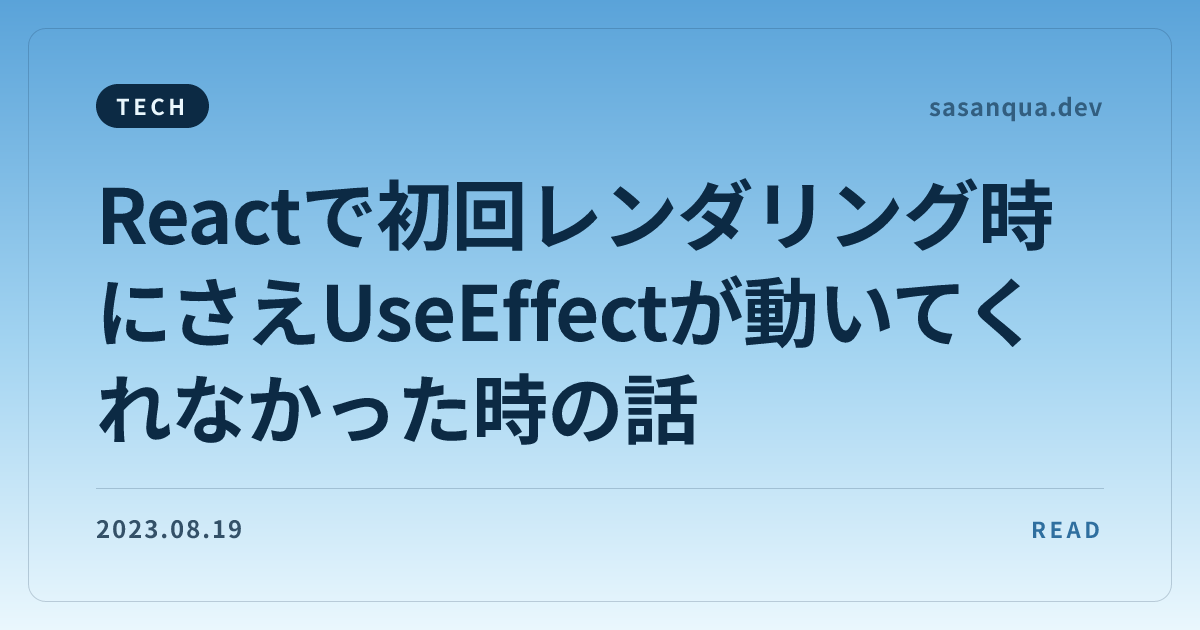 TECH
sasanqua.dev
Reactで初回レンダリング時
にさえUseEffectが動いてく
れなかった時の話
2023.08.19
READ